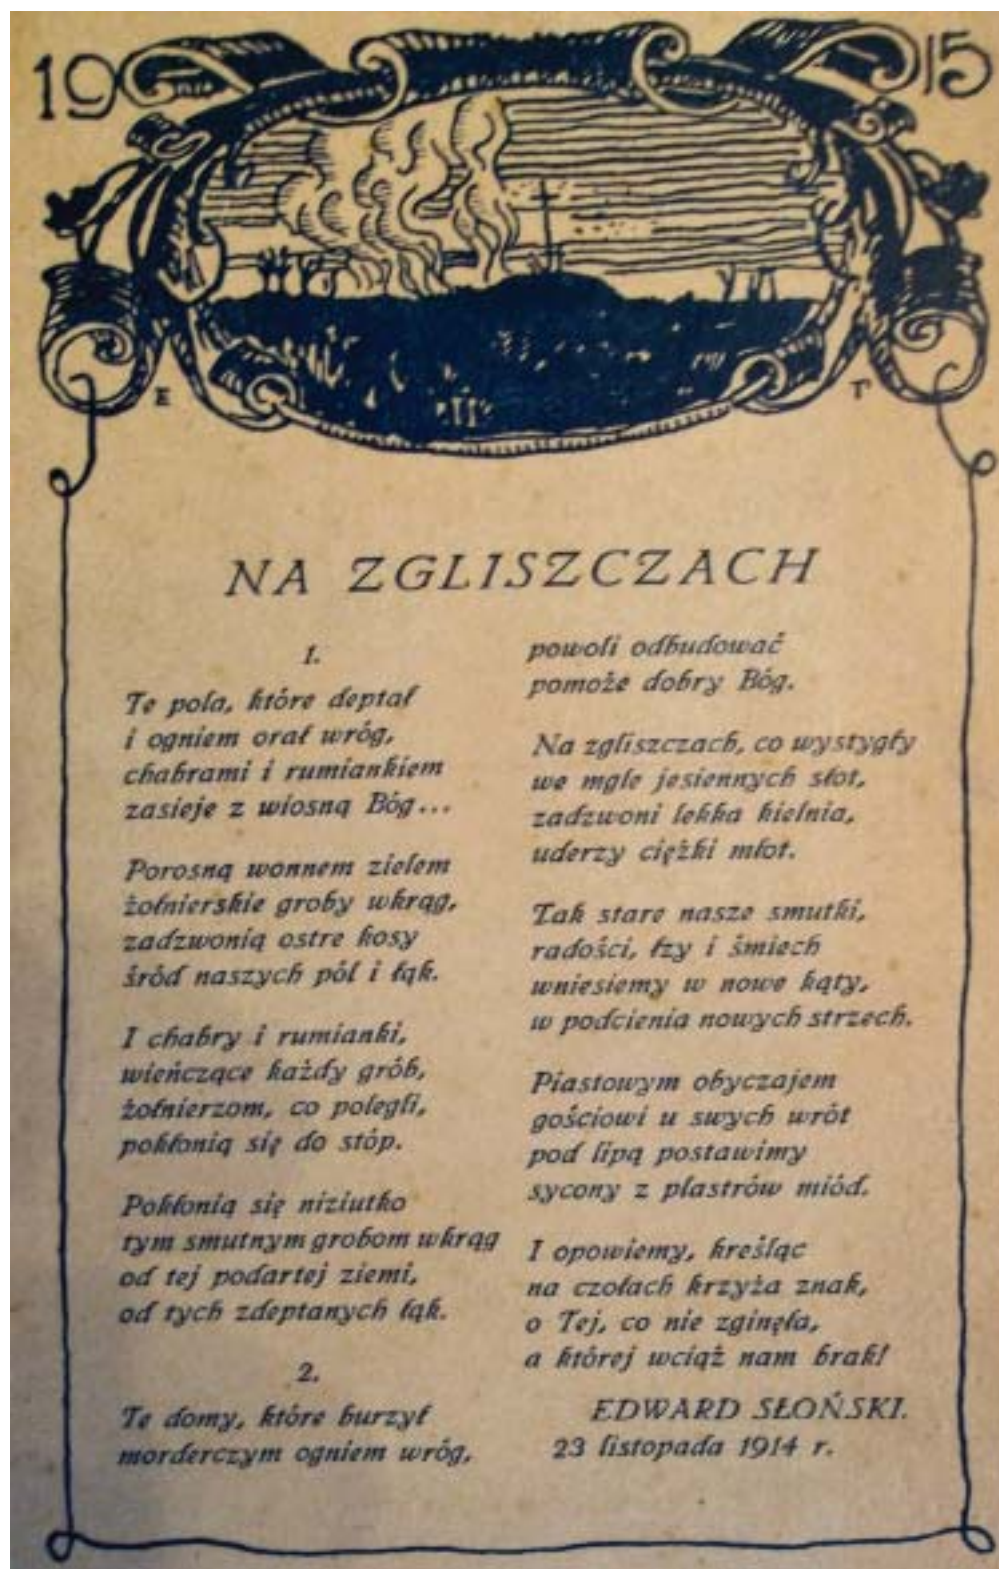 19 15
E T
NA ZGLISZCZACH
1.
Te pola, które deptał
i ogniem orał wróg,
chabrami i rumiankiem
zasieje z wiosną Bóg...
Porosną wonnem zielem
żołnierskie groby wkrąg,
zadzwonią ostre kosy
śród naszych pól i łąk.
I chabry i rumianki,
wieńczące każdy grób,
żołnierzom, co polegli,
pokłonią się do stóp.
Pokłonią się niziutko
tym smutnym grobom wkrąg
od tej podartej ziemi,
od tych zdeptanych łąk.
2.
Te domy, które burzył
morderczym ogniem wróg,
powoli odbudować
pomoże dobry Bóg.
Na zgliszczach, co wystygły
we mgle jesiennych słot,
zadzwoni lekka kielnia,
uderzy ciężki młot.
Tak stare nasze smutki,
radości, łzy i śmiech
wniesiemy w nowe kąty,
w podcienia nowych strzech.
Piastowym obyczajem
gościowi u swych wrót
pod lipą postawimy
sycony z plastrów miód.
I opowiemy, kreśląc
na czołach krzyża znak,
o Tej, co nie zginęła,
a której wciąż nam brak!
EDWARD SŁOŃSKI.
23 listopada 1914 r.